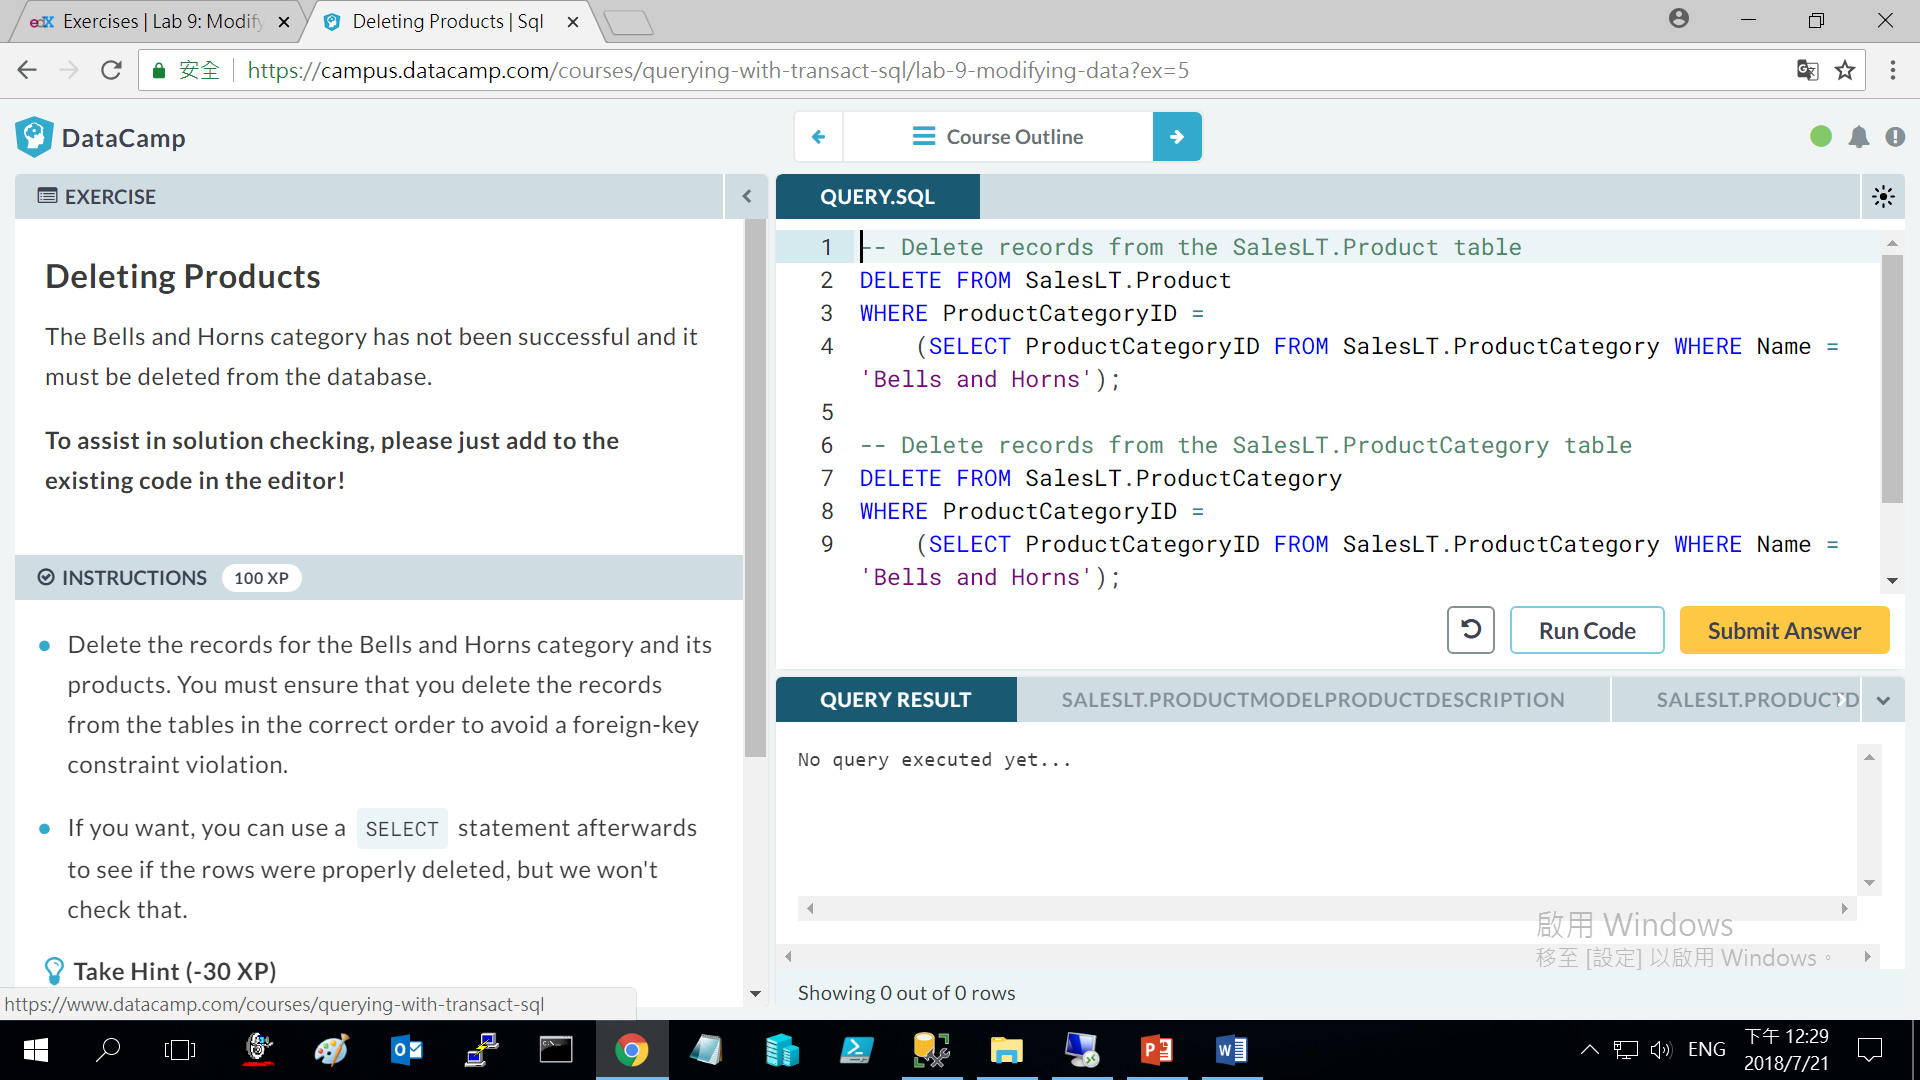 edX Exercises | Lab 9: Modify
Deleting Products | Sql
安全 https://campus.datacamp.com/courses/querying-with-transact-sql/lab-9-modifying-data?ex=5
DataCamp
Course Outline
EXERCISE
QUERY.SQL
Deleting Products
The Bells and Horns category has not been successful and it
must be deleted from the database.
To assist in solution checking, please just add to the
existing code in the editor!
INSTRUCTIONS 100 XP
Delete the records for the Bells and Horns category and its
products. You must ensure that you delete the records
from the tables in the correct order to avoid a foreign-key
constraint violation.
If you want, you can use a SELECT statement afterwards
to see if the rows were properly deleted, but we won't
check that.
Take Hint (-30 XP)
https://www.datacamp.com/courses/querying-with-transact-sql
1 -- Delete records from the SalesLT.Product table
2 DELETE FROM SalesLT.Product
3 WHERE ProductCategoryID =
4 (SELECT ProductCategoryID FROM SalesLT.ProductCategory WHERE Name =
'Bells and Horns');
5
6 -- Delete records from the SalesLT.ProductCategory table
7 DELETE FROM SalesLT.ProductCategory
8 WHERE ProductCategoryID =
9 (SELECT ProductCategoryID FROM SalesLT.ProductCategory WHERE Name =
'Bells and Horns');
Run Code
Submit Answer
QUERY RESULT
SALESLT.PRODUCTMODELPRODUCTDESCRIPTION
SALESLT.PRODUCTD
No query executed yet...
啟用 Windows
移至 [設定] 以啟用 Windows。
Showing 0 out of 0 rows
ENG
下午 12:29
2018/7/21